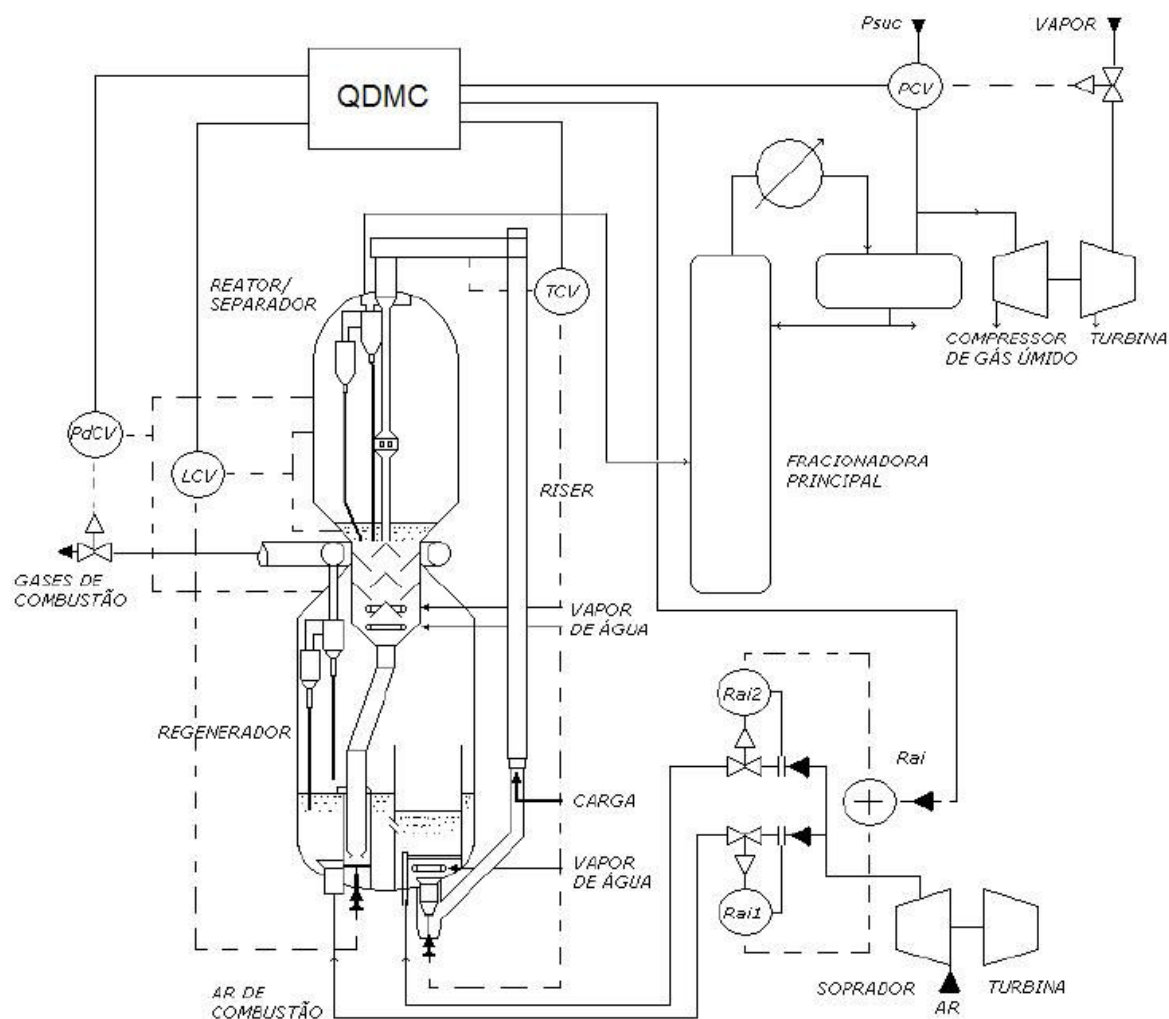 Psuc
VAPOR
QDMC
PCV
REATOR/
SEPARADOR
TCV
COMPRESSOR
DE GÁS ÚMIDO
TURBINA
PdCV
LCV
RISER
FRACIONADORA
PRINCIPAL
GASES DE
COMBUSTÃO
VAPOR
DE ÁGUA
REGENERADOR
Rai2
Rai
CARGA
VAPOR
DE ÁGUA
Rai1
AR DE
COMBUSTÃO
SOPRADOR
AR
TURBINA